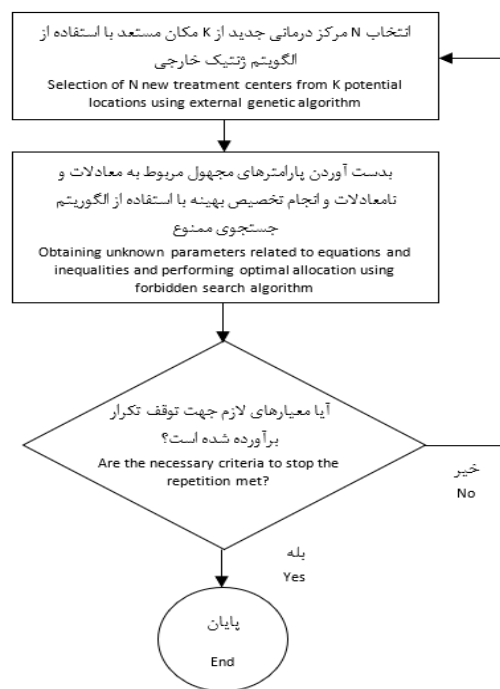 انتخاب N مرکز درمانی جدید از K مکان مستعد با استفاده از
الگویتم ژنتیک خارجی
Selection of N new treatment centers from K potential
locations using external genetic algorithm
بدست آوردن پارامترهای مجهول مربوط به معادلات و
نامعادلات و انجام تخصیص بهینه با استفاده از الگوریتم
جستجوی ممنوع
Obtaining unknown parameters related to equations and
inequalities and performing optimal allocation using
forbidden search algorithm
آیا معیارهای لازم جهت توقف تکرار
برآورده شده است؟
Are the necessary criteria to stop the
repetition met?
خیر
No
بله
Yes
پایان
End